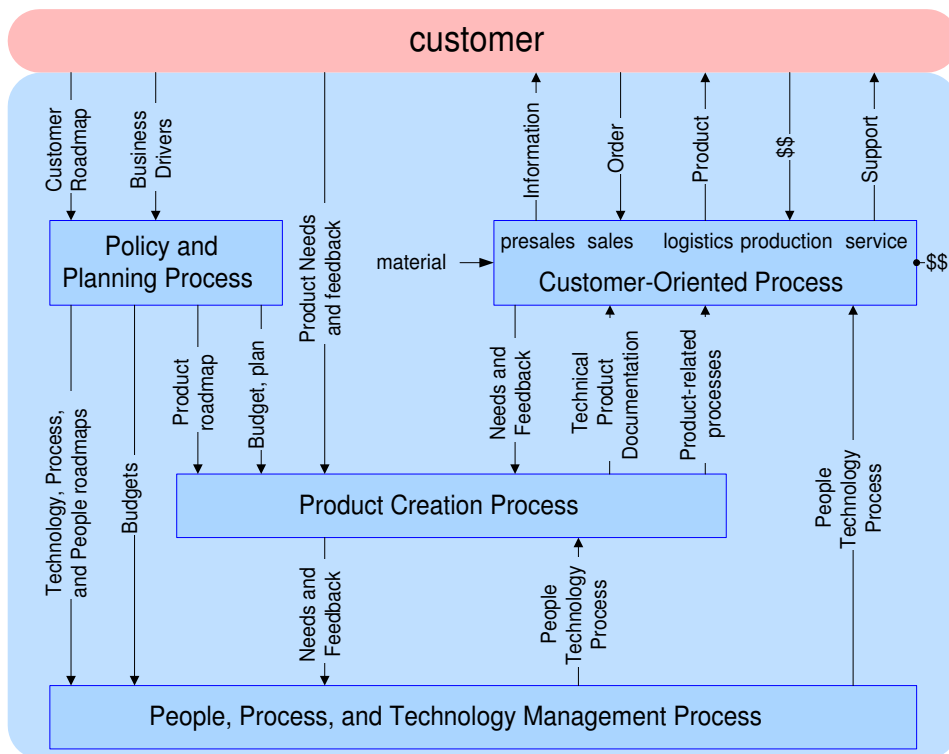 customer
Customer
Roadmap
Business
Drivers
Product Needs
and feedback
Information
Order
Product
$$
Support
Policy and
Planning Process
presales sales logistics production service
Customer-Oriented Process
material
$$
Technology, Process,
and People roadmaps
Budgets
Product
roadmap
Budget, plan
Needs and
Feedback
Technical
Product
Documentation
Product-related
processes
People
Technology
Process
Product Creation Process
Needs and
Feedback
People
Technology
Process
People, Process, and Technology Management Process